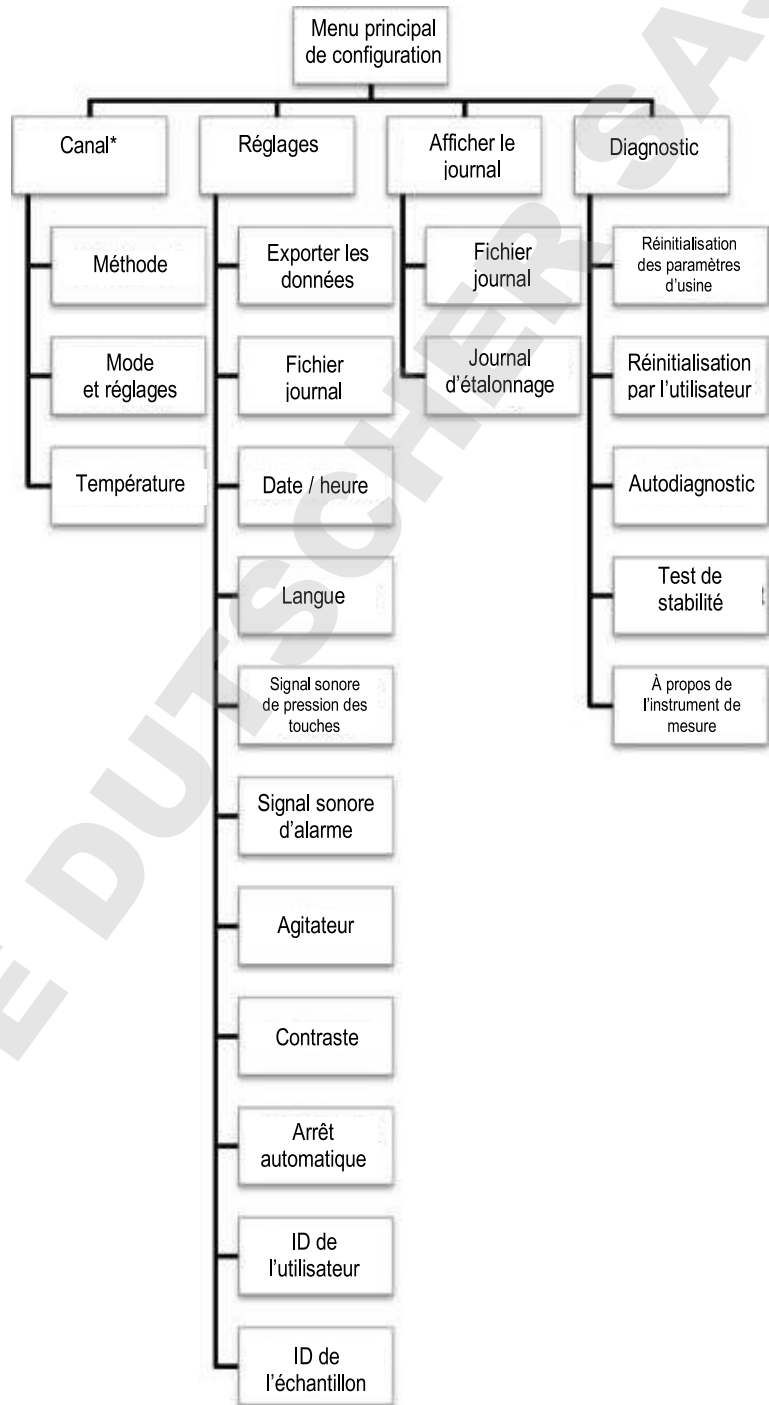 Menu principal
de configuration
Canal*
Méthode
Mode
et réglages
Température
Réglages
Exporter les
données
Fichier
journal
Date / heure
Langue
Signal sonore
de pression des
touches
Signal sonore
d'alarme
Agitateur
Contraste
Arrêt
automatique
ID de
l'utilisateur
ID de
l'échantillon
Afficher le
journal
Fichier
journal
Journal
d'étalonnage
Diagnostic
Réinitialisation
des paramètres
d'usine
Réinitialisation
par l'utilisateur
Autodiagnostic
Test de
stabilité
À propos de
l'instrument de
mesure
E DUTSCHER SAS